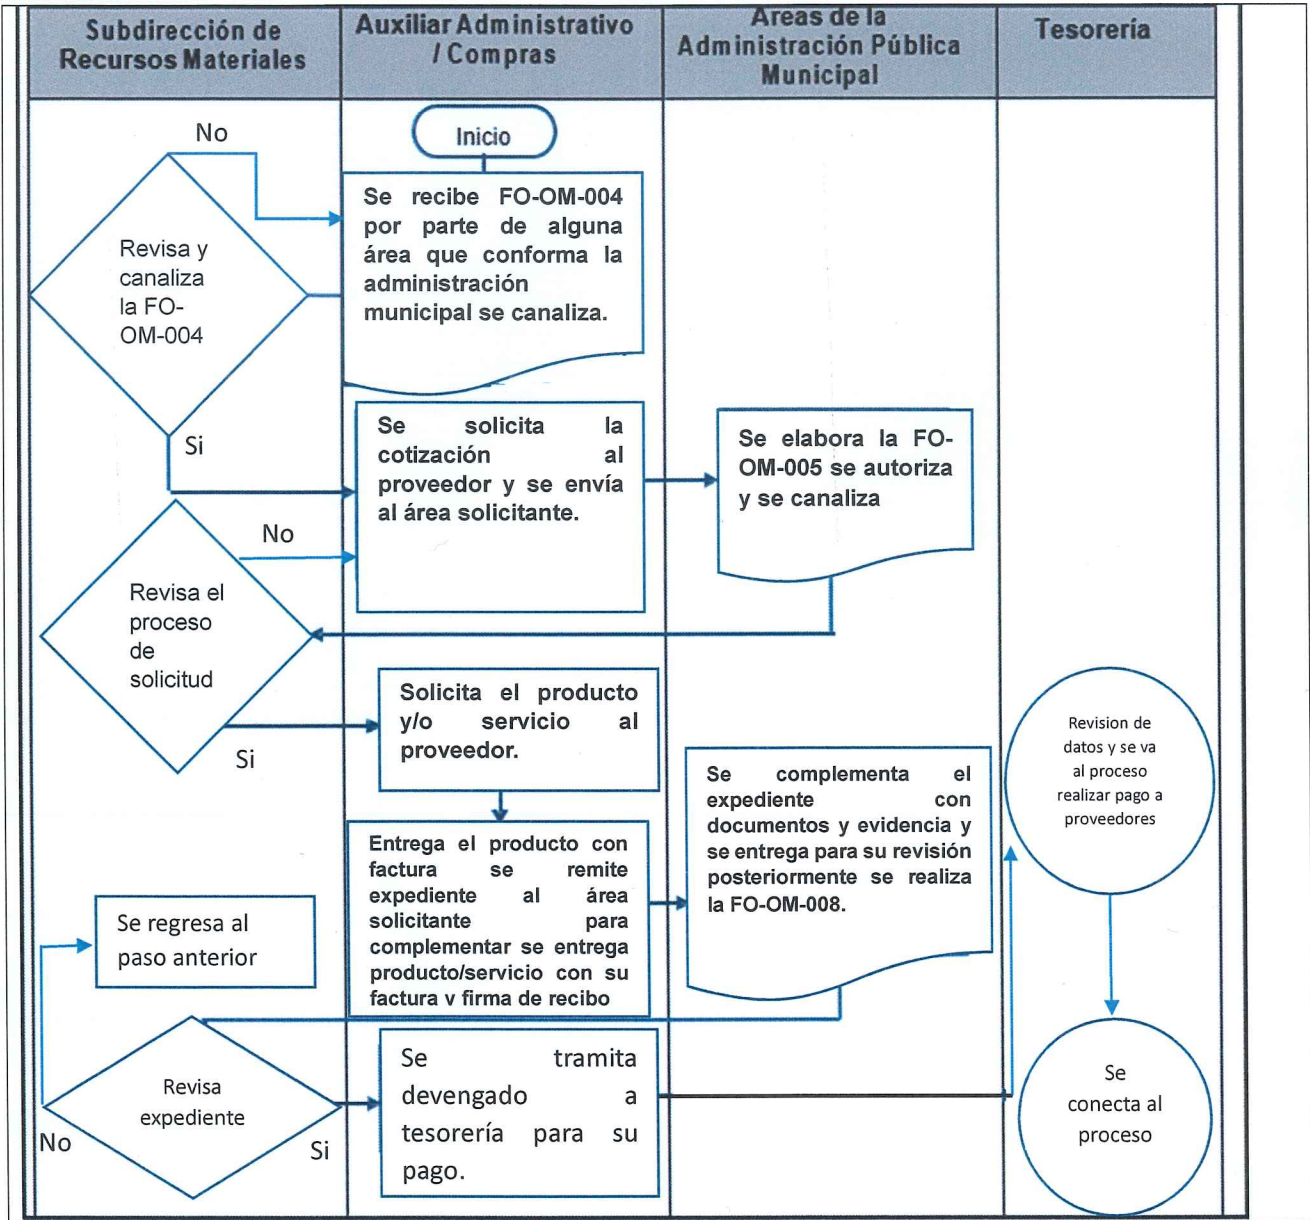 Subdirección de
Recursos Materiales
Auxiliar Administrativo
/ Compras
Areas de la
Administración Pública
Municipal
Tesorería
Inicio
No
Se recibe FO-OM-004
por parte de alguna
área que conforma la
administración
municipal se canaliza.
Revisa y
canaliza
la FO-
OM-004
Si
Se solicita la
cotización al
proveedor y se envía
al área solicitante.
Se elabora la FO-
OM-005 se autoriza
y se canaliza
No
Revisa el
proceso
de
solicitud
Si
Solicita el producto
y/o servicio al
proveedor.
Entrega el producto con
factura se remite
expediente al área
solicitante para
complementar se entrega
producto/servicio con su
factura y firma de recibo
Se complementa el
expediente con
documentos y evidencia y
se entrega para su revisión
posteriormente se realiza
la FO-OM-008.
Revision de
datos y se va
al proceso
realizar pago a
proveedores
Se regresa al
paso anterior
Revisa
expediente
No
Si
Se tramita
devengado a
tesorería para su
pago.
Se
conecta al
proceso